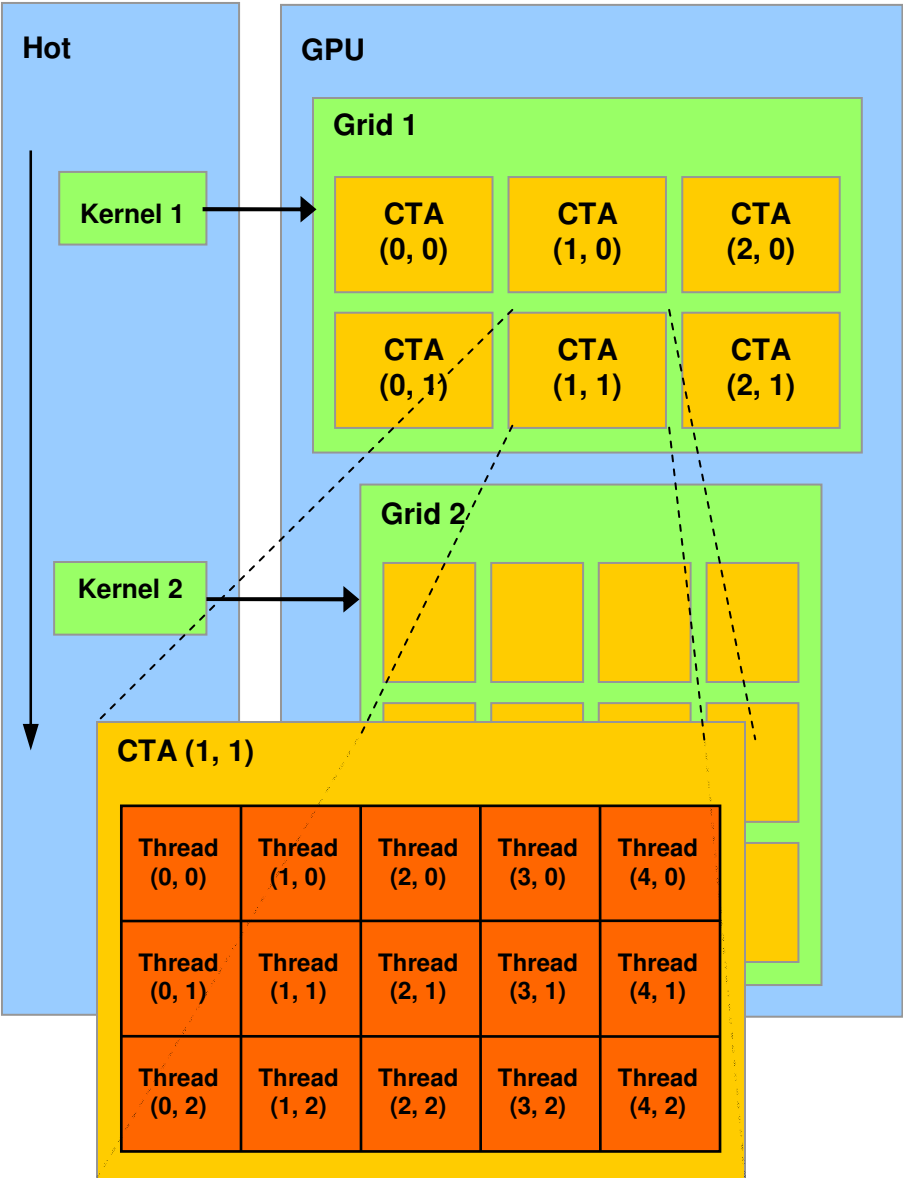 Hot
GPU
Grid 1
Kernel 1
CTA
(0, 0)
CTA
(1, 0)
CTA
(2, 0)
CTA
(0, 1)
CTA
(1, 1)
CTA
(2, 1)
Grid 2
Kernel 2
CTA (1, 1)
Thread
(0, 0)
Thread
(1, 0)
Thread
(2, 0)
Thread
(3, 0)
Thread
(4, 0)
Thread
(0, 1)
Thread
(1, 1)
Thread
(2, 1)
Thread
(3, 1)
Thread
(4, 1)
Thread
(0, 2)
Thread
(1, 2)
Thread
(2, 2)
Thread
(3, 2)
Thread
(4, 2)